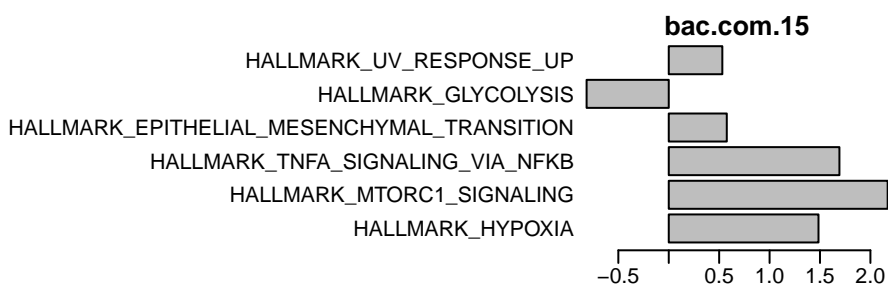 bac.com.15
HALLMARK_UV_RESPONSE_UP
HALLMARK_GLYCOLYSIS
HALLMARK_EPITHELIAL_MESENCHYMAL_TRANSITION
HALLMARK_TNFA_SIGNALING_VIA_NFKB
HALLMARK_MTORC1_SIGNALING
HALLMARK_HYPOXIA
−0.5 0.5 1.0 1.5 2.0